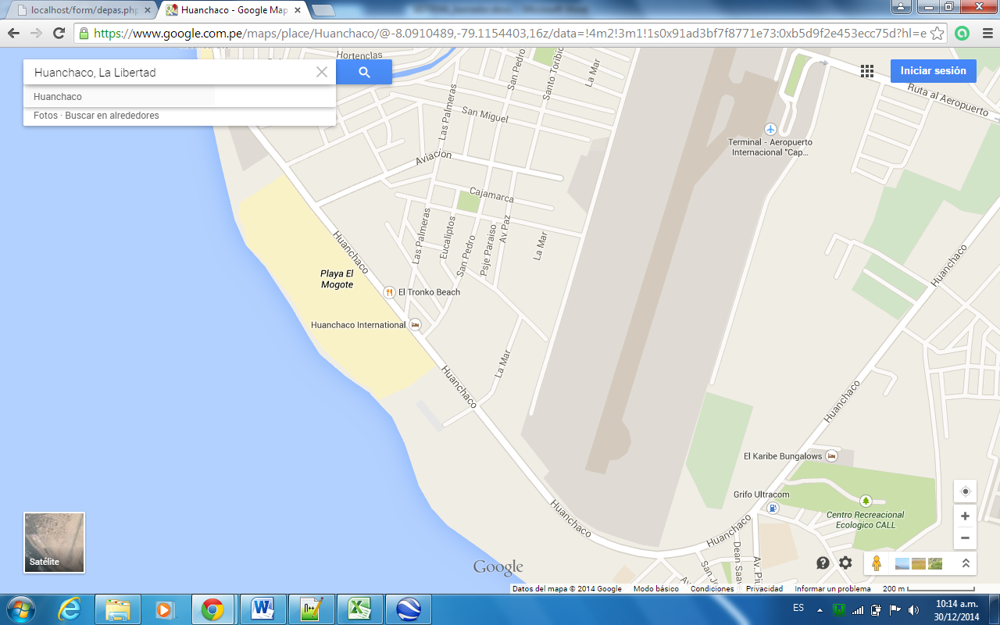 localhost/form/depas.php
Huanchaco - Google Map
https://www.google.com.pe/maps/place/Huanchaco/@-8.0910489,-79.1154403,16z/data=!4m2!3m1!1s0x91ad3bf7f8771e73:0xb5d9f2e453ecc75d?hl=e
Huanchaco, La Libertad
Huanchaco
Fotos · Buscar en alrededores
Iniciar sesión
Hortencias
San Pedro
Santo Toribio
La Mar
Ruta al Aeropuerto
Las Palmeras
San Miguel
Terminal - Aeropuerto
Internacional "Cap...
Aviacion
Cajamarca
Las Palmeras
Eucaliptos
San Pedro
Psje Paraiso
Av Paz
La Mar
Huanchaco
Huanchaco
Playa El
Mogote
El Tronko Beach
Huanchaco International
La Mar
Huanchaco
Huanchaco
El Karibe Bungalows
Grifo Ultracom
Centro Recreacional
Ecologico CALL
Huanchaco
Huanchaco
Dean Saav
San J
Av. Piu
Satélite
Google
Datos del mapa © 2014 Google
Modo básico
Condiciones
Privacidad
Informar un problema
200 m
ES
10:14 a.m.
30/12/2014